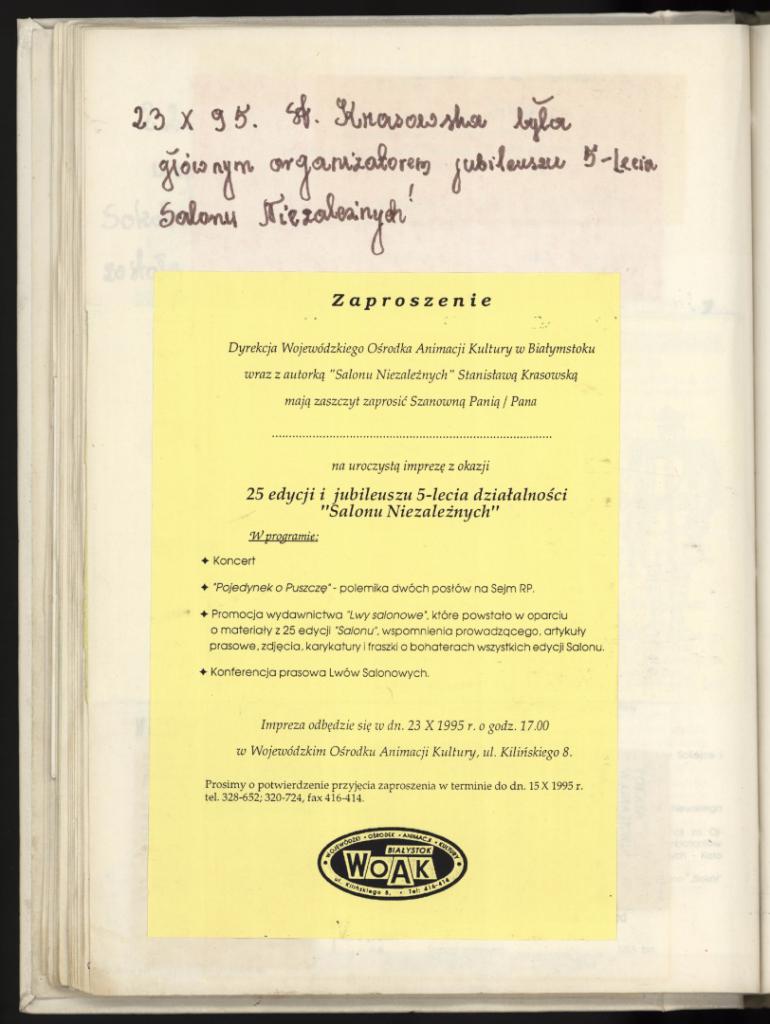 23 X 95. St. Krasowska była
głównym organizatorem jubileuszu 5-Lecia
Salonu Niezależnych!
Zaproszenie
Dyrekcja Wojewódzkiego Ośrodka Animacji Kultury w Białymstoku
wraz z autorką "Salonu Niezależnych" Stanisławą Krasowską
mają zaszczyt zaprosić Szanowną Panią / Pana
................................................................................
na uroczystą imprezę z okazji
25 edycji i jubileuszu 5-lecia działalności
"Salonu Niezależnych"
W programie:
✦ Koncert
✦ "Pojedynek o Puszczę" - polemika dwóch posłów na Sejm RP.
✦ Promocja wydawnictwa "Lwy salonowe", które powstało w oparciu
o materiały z 25 edycji "Salonu", wspomnienia prowadzącego, artykuły
prasowe, zdjęcia, karykatury i fraszki o bohaterach wszystkich edycji Salonu.
✦ Konferencja prasowa Lwów Salonowych.
Impreza odbędzie się w dn. 23 X 1995 r. o godz. 17.00
w Wojewódzkim Ośrodku Animacji Kultury, ul. Kilińskiego 8.
Prosimy o potwierdzenie przyjęcia zaproszenia w terminie do dn. 15 X 1995 r.
tel. 328-652; 320-724, fax 416-414.
WOJEWÓDZKI • OŚRODEK • ANIMACJI • KULTURY
BIAŁYSTOK
WOAK
ul. Kilińskiego 8, • Tel: 416-414